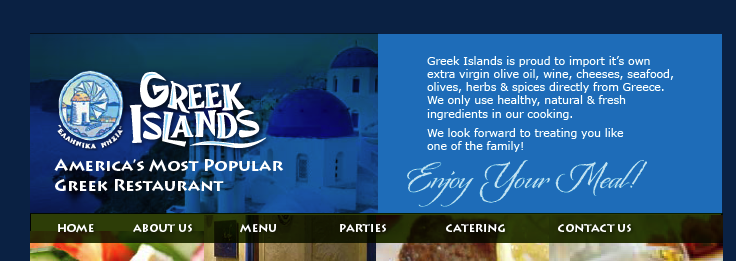 GREEK
ISLANDS
"ΕΛΛΗΝΙΚΑ ΝΗΣΙΑ"
AMERICA'S MOST POPULAR
GREEK RESTAURANT
Greek Islands is proud to import it's own
extra virgin olive oil, wine, cheeses, seafood,
olives, herbs & spices directly from Greece.
We only use healthy, natural & fresh
ingredients in our cooking.
We look forward to treating you like
one of the family!
Enjoy Your Meal!
HOME ABOUT US MENU PARTIES CATERING CONTACT US